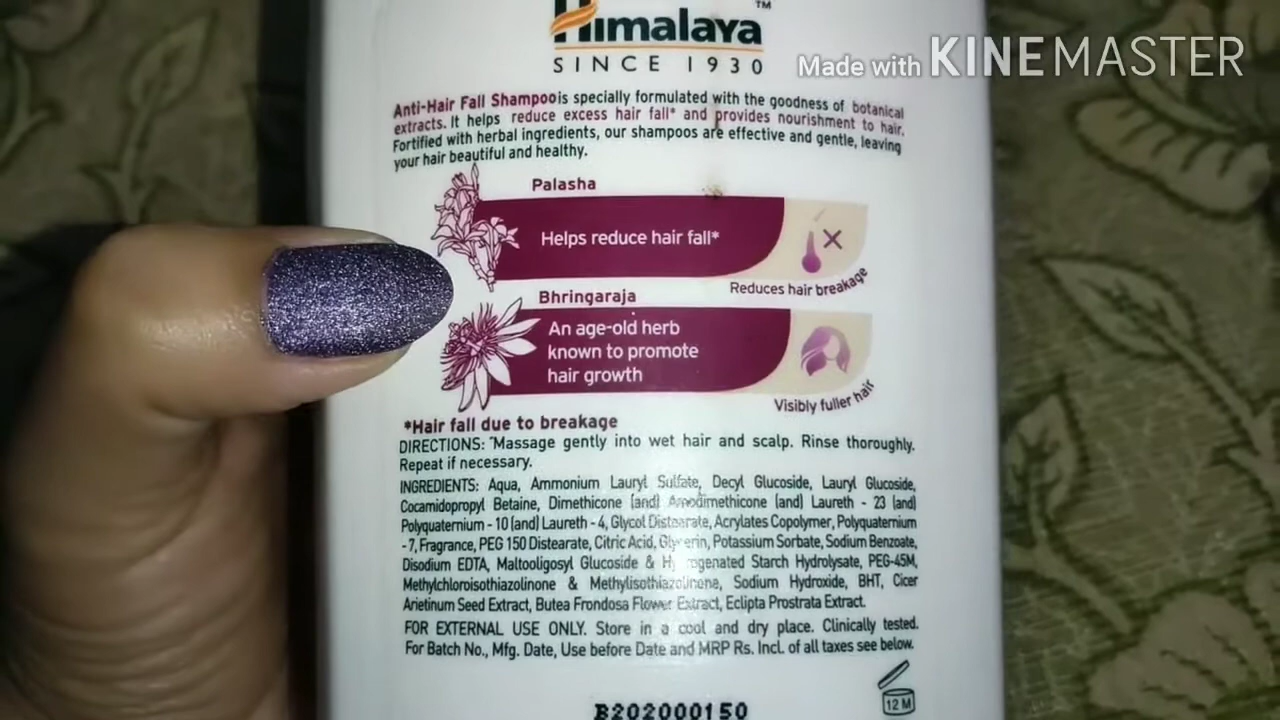 Himalaya™
SINCE 1930
Made with KINEMASTER
Anti-Hair Fall Shampoo is specially formulated with the goodness of botanical
extracts. It helps reduce excess hair fall* and provides nourishment to hair.
Fortified with herbal ingredients, our shampoos are effective and gentle, leaving
your hair beautiful and healthy.
Palasha
Helps reduce hair fall*
Reduces hair breakage
Bhringaraja
An age-old herb
known to promote
hair growth
Visibly fuller hair
*Hair fall due to breakage
DIRECTIONS: Massage gently into wet hair and scalp. Rinse thoroughly.
Repeat if necessary.
INGREDIENTS: Aqua, Ammonium Lauryl Sulfate, Decyl Glucoside, Lauryl Glucoside,
Cocamidopropyl Betaine, Dimethicone (and) Amodimethicone (and) Laureth - 23 (and)
Polyquaternium - 10 (and) Laureth - 4, Glycol Distearate, Acrylates Copolymer, Polyquaternium
- 7, Fragrance, PEG 150 Distearate, Citric Acid, Glycerin, Potassium Sorbate, Sodium Benzoate,
Disodium EDTA, Maltooligosyl Glucoside & Hydrogenated Starch Hydrolysate, PEG-45M,
Methylchloroisothiazolinone & Methylisothiazolinone, Sodium Hydroxide, BHT, Cicer
Arietinum Seed Extract, Butea Frondosa Flower Extract, Eclipta Prostrata Extract.
FOR EXTERNAL USE ONLY. Store in a cool and dry place. Clinically tested.
For Batch No., Mfg. Date, Use before Date and MRP Rs. Incl. of all taxes see below.
12 M
B202000150